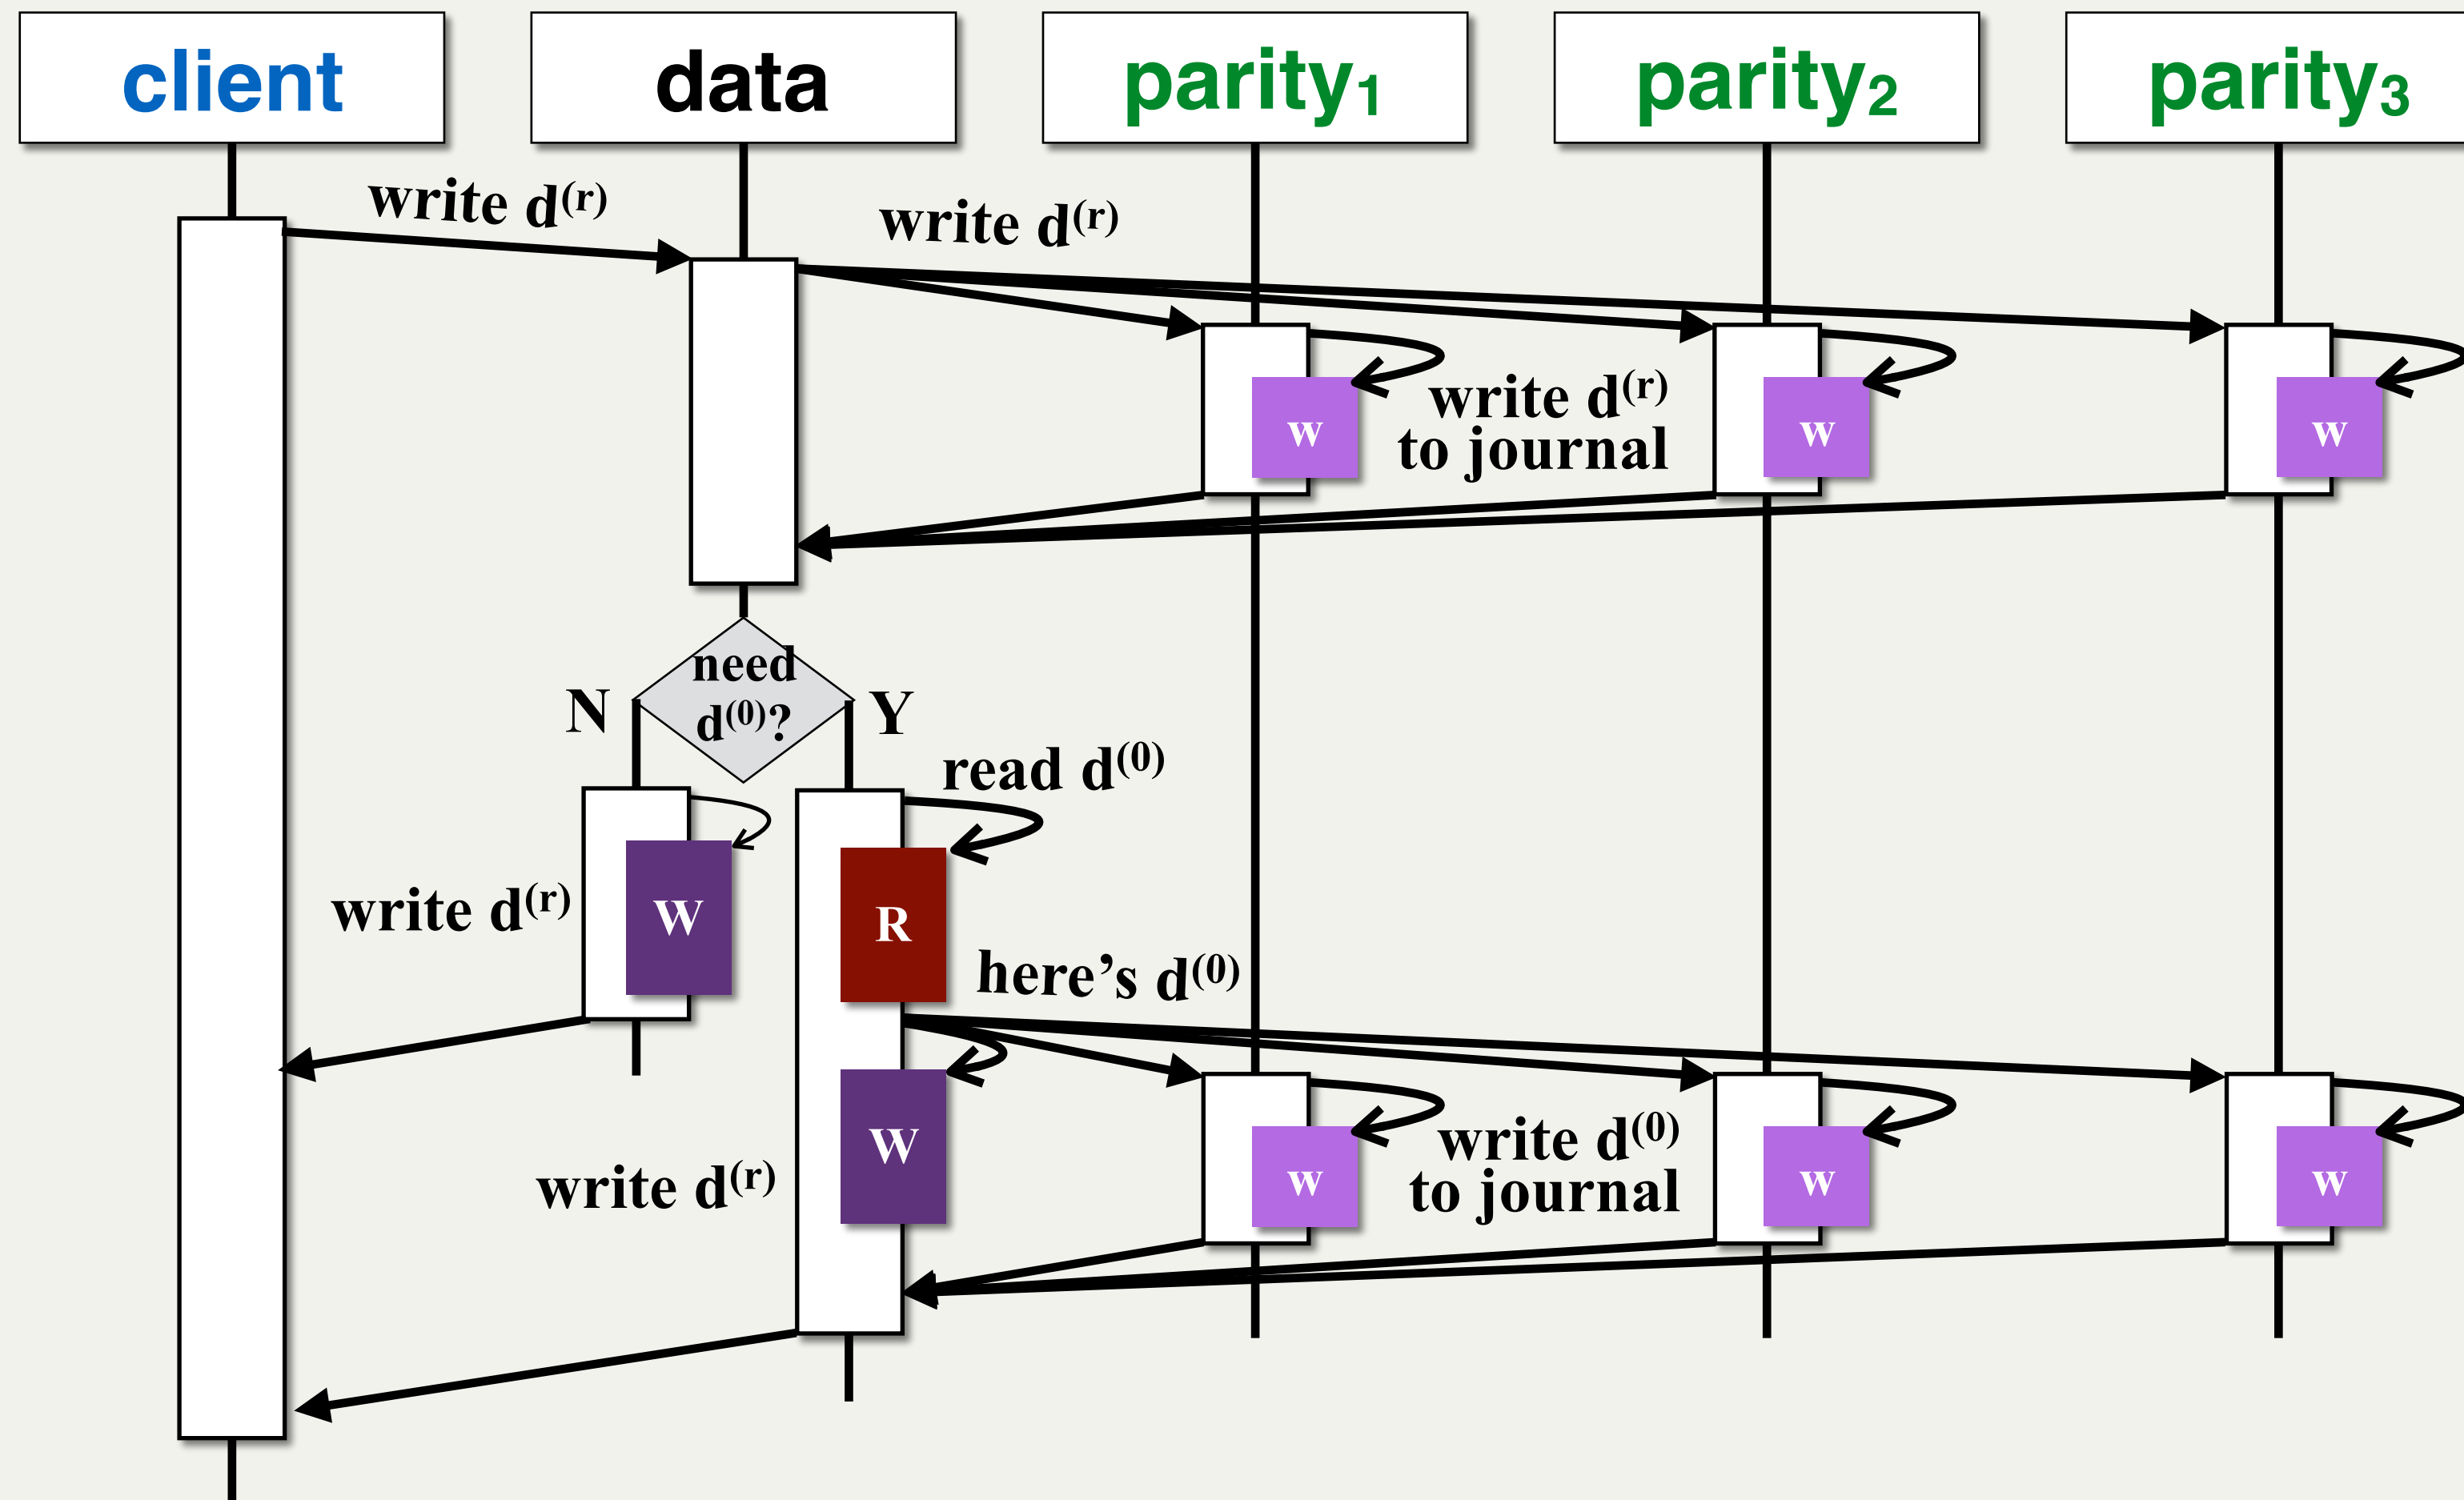 client
data
parity₁
parity₂
parity₃
write d⁽ʳ⁾
write d⁽ʳ⁾
w
write d⁽ʳ⁾
to journal
w
w
need
d⁽⁰⁾?
N
Y
read d⁽⁰⁾
write d⁽ʳ⁾
W
R
here’s d⁽⁰⁾
W
write d⁽ʳ⁾
w
write d⁽⁰⁾
to journal
w
w